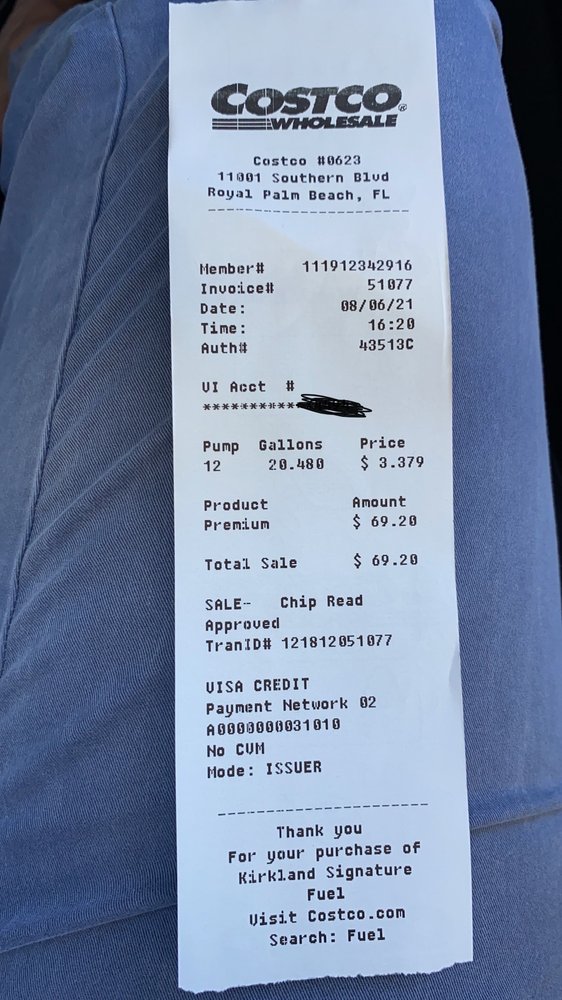 COSTCO®
WHOLESALE
Costco #0623
11001 Southern Blvd
Royal Palm Beach, FL
--------------------------------
Member# 111912342916
Invoice# 51077
Date: 08/06/21
Time: 16:20
Auth# 43513C
VI Acct #
**********
Pump Gallons Price
12 20.480 $ 3.379
Product Amount
Premium $ 69.20
Total Sale $ 69.20
SALE- Chip Read
Approved
TranID# 121812051077
VISA CREDIT
Payment Network 02
A0000000031010
No CVM
Mode: ISSUER
--------------------------------
Thank you
For your purchase of
Kirkland Signature
Fuel
Visit Costco.com
Search: Fuel